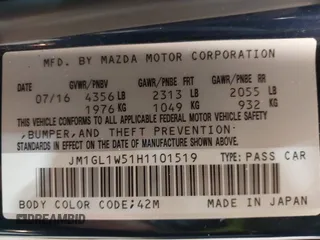 MFD. BY MAZDA MOTOR CORPORATION
GVWR/PNBV GAWR/PNBE FRT GAWR/PNBE RR
07/16 4356 LB 2313 LB 2055 LB
1976 KG 1049 KG 932 KG
THIS VEHICLE CONFORMS TO ALL APPLICABLE FEDERAL MOTOR VEHICLE SAFETY
,BUMPER,AND THEFT PREVENTION
STANDARDS IN EFFECT ON THE DATE OF MANUFACTURE SHOWN ABOVE.
JM1GL1W51H1101519 TYPE:PASS CAR
BODY COLOR CODE:42M MADE IN JAPAN
DREAMBID